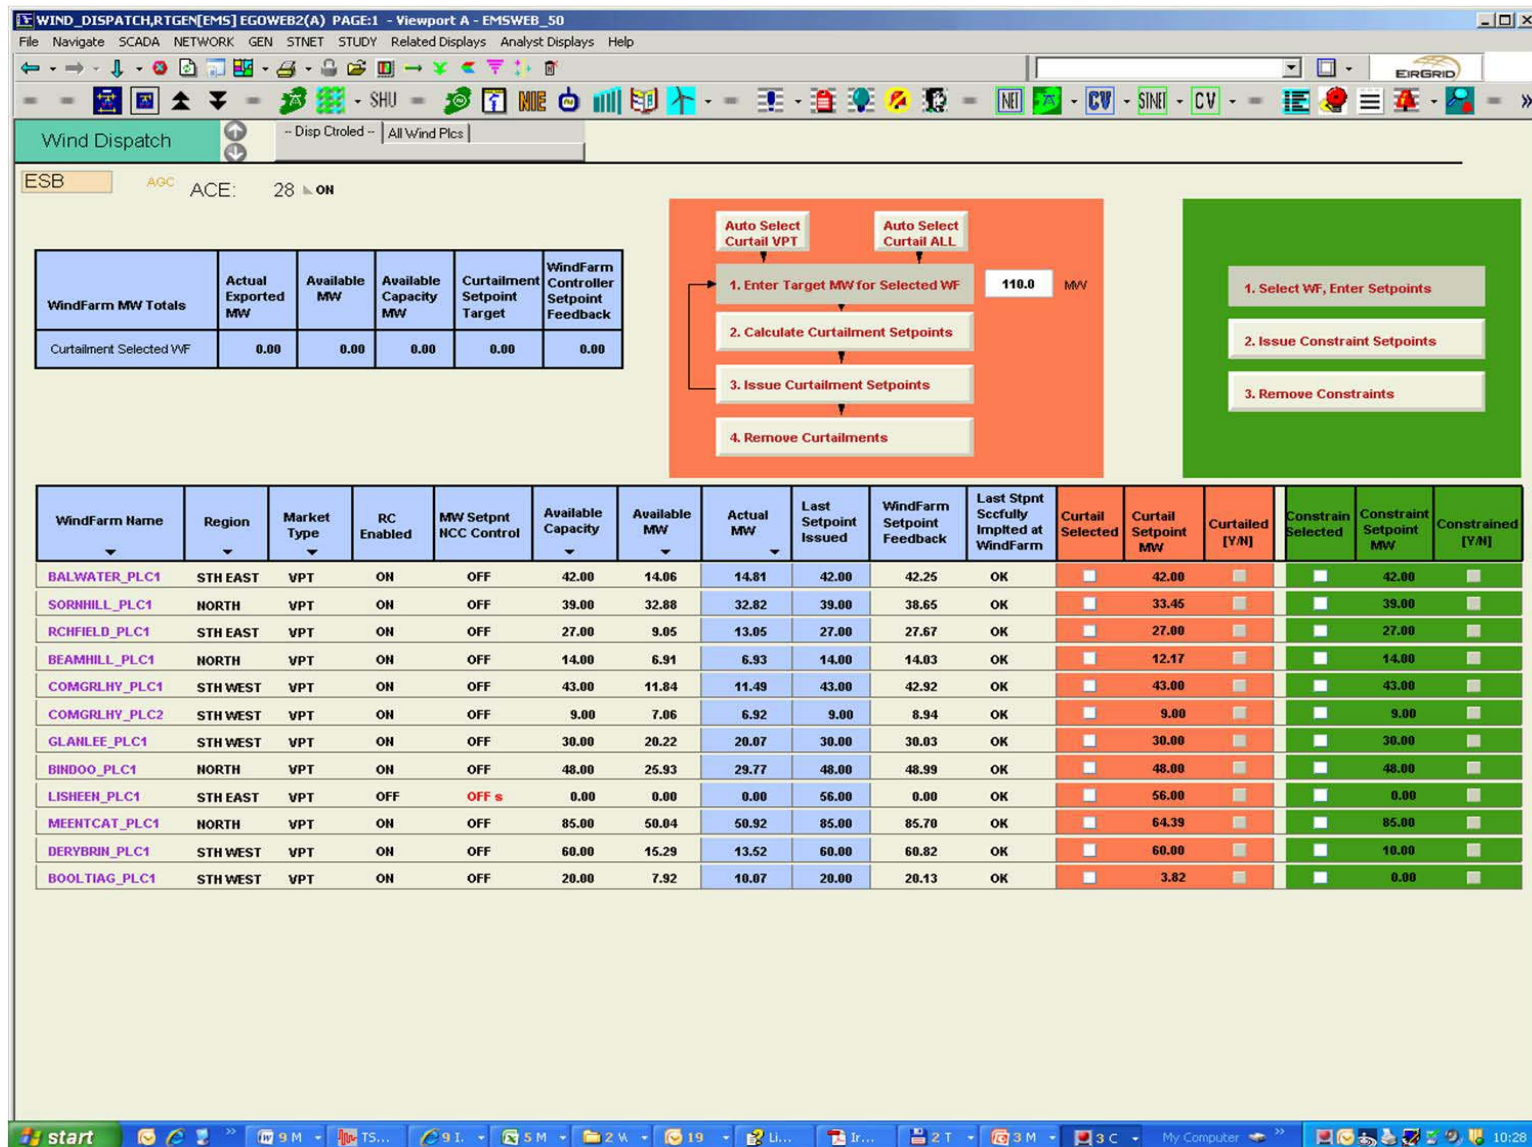 WIND_DISPATCH,RTGEN[EMS] EGOWEB2(A) PAGE:1 - Viewport A - EMSWEB_50
File Navigate SCADA NETWORK GEN STNET STUDY Related Displays Analyst Displays Help
EIRGRID
SHU NIE NEI CV SINEI CV
Wind Dispatch -- Disp Ctroled -- All Wind Plcs
ESB AGC ACE: 28 ON
Auto Select Curtail VPT
Auto Select Curtail ALL
WindFarm MW Totals Actual Exported MW Available MW Available Capacity MW Curtailment Setpoint Target WindFarm Controller Setpoint Feedback
Curtailment Selected WF 0.00 0.00 0.00 0.00 0.00
1. Enter Target MW for Selected WF 110.0 MW
2. Calculate Curtailment Setpoints
3. Issue Curtailment Setpoints
4. Remove Curtailments
1. Select WF, Enter Setpoints
2. Issue Constraint Setpoints
3. Remove Constraints
WindFarm Name Region Market Type RC Enabled MW Setpnt NCC Control Available Capacity Available MW Actual MW Last Setpoint Issued WindFarm Setpoint Feedback Last Stpnt Sccfully Implted at WindFarm Curtail Selected Curtail Setpoint MW Curtailed [Y/N] Constrain Selected Constraint Setpoint MW Constrained [Y/N]
BALWATER_PLC1 STH EAST VPT ON OFF 42.00 14.06 14.81 42.00 42.25 OK 42.00 42.00
SORNHILL_PLC1 NORTH VPT ON OFF 39.00 32.88 32.82 39.00 38.65 OK 33.45 39.00
RCHFIELD_PLC1 STH EAST VPT ON OFF 27.00 9.05 13.05 27.00 27.67 OK 27.00 27.00
BEAMHILL_PLC1 NORTH VPT ON OFF 14.00 6.91 6.93 14.00 14.03 OK 12.17 14.00
COMGRLHY_PLC1 STH WEST VPT ON OFF 43.00 11.84 11.49 43.00 42.92 OK 43.00 43.00
COMGRLHY_PLC2 STH WEST VPT ON OFF 9.00 7.06 6.92 9.00 8.94 OK 9.00 9.00
GLANLEE_PLC1 STH WEST VPT ON OFF 30.00 20.22 20.07 30.00 30.03 OK 30.00 30.00
BINDOO_PLC1 NORTH VPT ON OFF 48.00 25.93 29.77 48.00 48.99 OK 48.00 48.00
LISHEEN_PLC1 STH EAST VPT OFF OFF s 0.00 0.00 0.00 56.00 0.00 OK 56.00 0.00
MEENTCAT_PLC1 NORTH VPT ON OFF 85.00 50.04 50.92 85.00 85.70 OK 64.39 85.00
DERYBRIN_PLC1 STH WEST VPT ON OFF 60.00 15.29 13.52 60.00 60.82 OK 60.00 10.00
BOOLTIAG_PLC1 STH WEST VPT ON OFF 20.00 7.92 10.07 20.00 20.13 OK 3.82 0.00
start 9 M TS... 9 I. 5 M 2 W 19 Li... Ir... 2 T 3 M 3 C My Computer 10:26